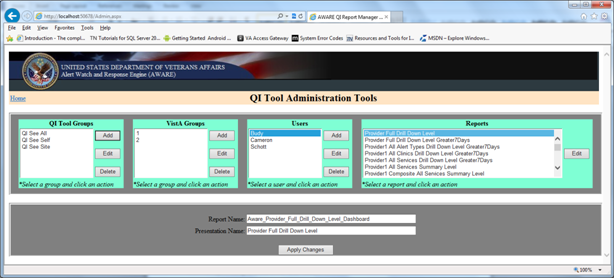 http://localhost:50678/Admin.aspx
AWARE QI Report Manager ...
File Edit View Favorites Tools Help
Introduction - The compl... TN Tutorials for SQL Server 20... Getting Started Android ... VA Access Gateway System Error Codes Resources and Tools for I... MSDN – Explore Windows...
UNITED STATES DEPARTMENT OF VETERANS AFFAIRS
Alert Watch and Response Engine (AWARE)
Home
QI Tool Administration Tools
QI Tool Groups
QI See All
QI See Self
QI See Site
Add
Edit
Delete
*Select a group and click an action
VistA Groups
1
2
Add
Edit
Delete
*Select a group and click an action
Users
Budy
Cameron
Schott
Add
Edit
Delete
*Select a user and click an action
Reports
Provider Full Drill Down Level
Provider Full Drill Down Level Greater7Days
Provider1 All Alert Types Drill Down Level Greater7Days
Provider1 All Clinics Drill Down Level Greater7Days
Provider1 All Services Drill Down Level Greater7Days
Provider1 All Services Summary Level
Provider1 Composite All Services Summary Level
Edit
*Select a report and click an action
Report Name Aware_Provider_Full_Drill_Down_Level_Dashboard
Presentation Name Provider Full Drill Down Level
Apply Changes
100%